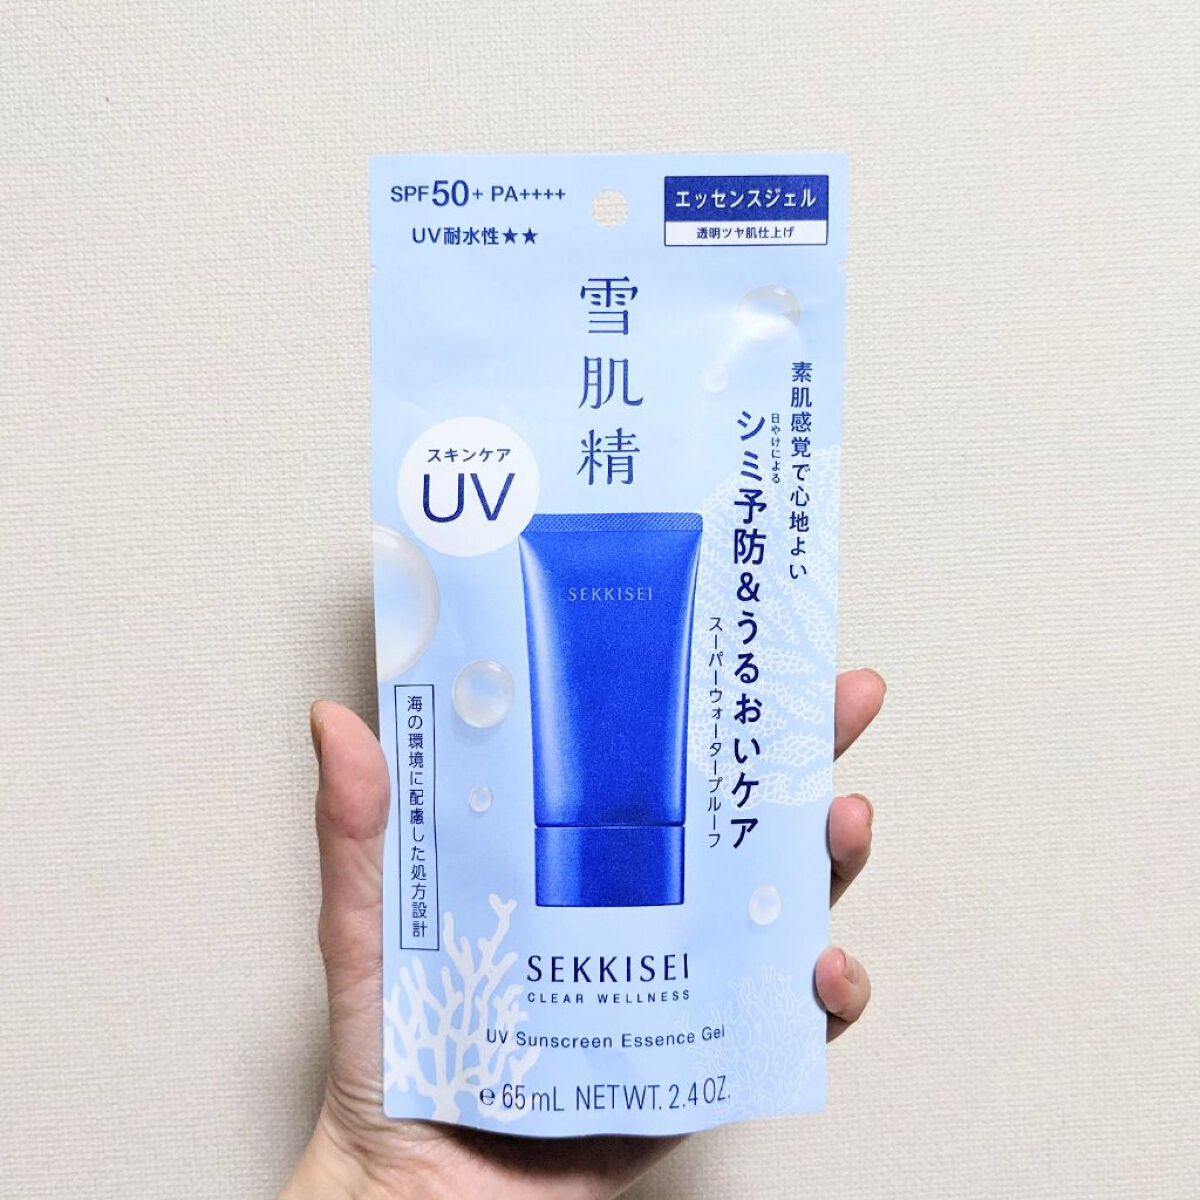 SPF50+ PA++++
UV耐水性★★
エッセンスジェル
透明ツヤ肌仕上げ
雪肌精
素肌感覚で心地よい
日やけによる
シミ予防&うるおいケア
スーパーウォータープルーフ
スキンケア
UV
SEKKISEI
海の環境に配慮した処方設計
SEKKISEI
CLEAR WELLNESS
UV Sunscreen Essence Gel
℮ 65mL NET WT. 2.4 OZ.